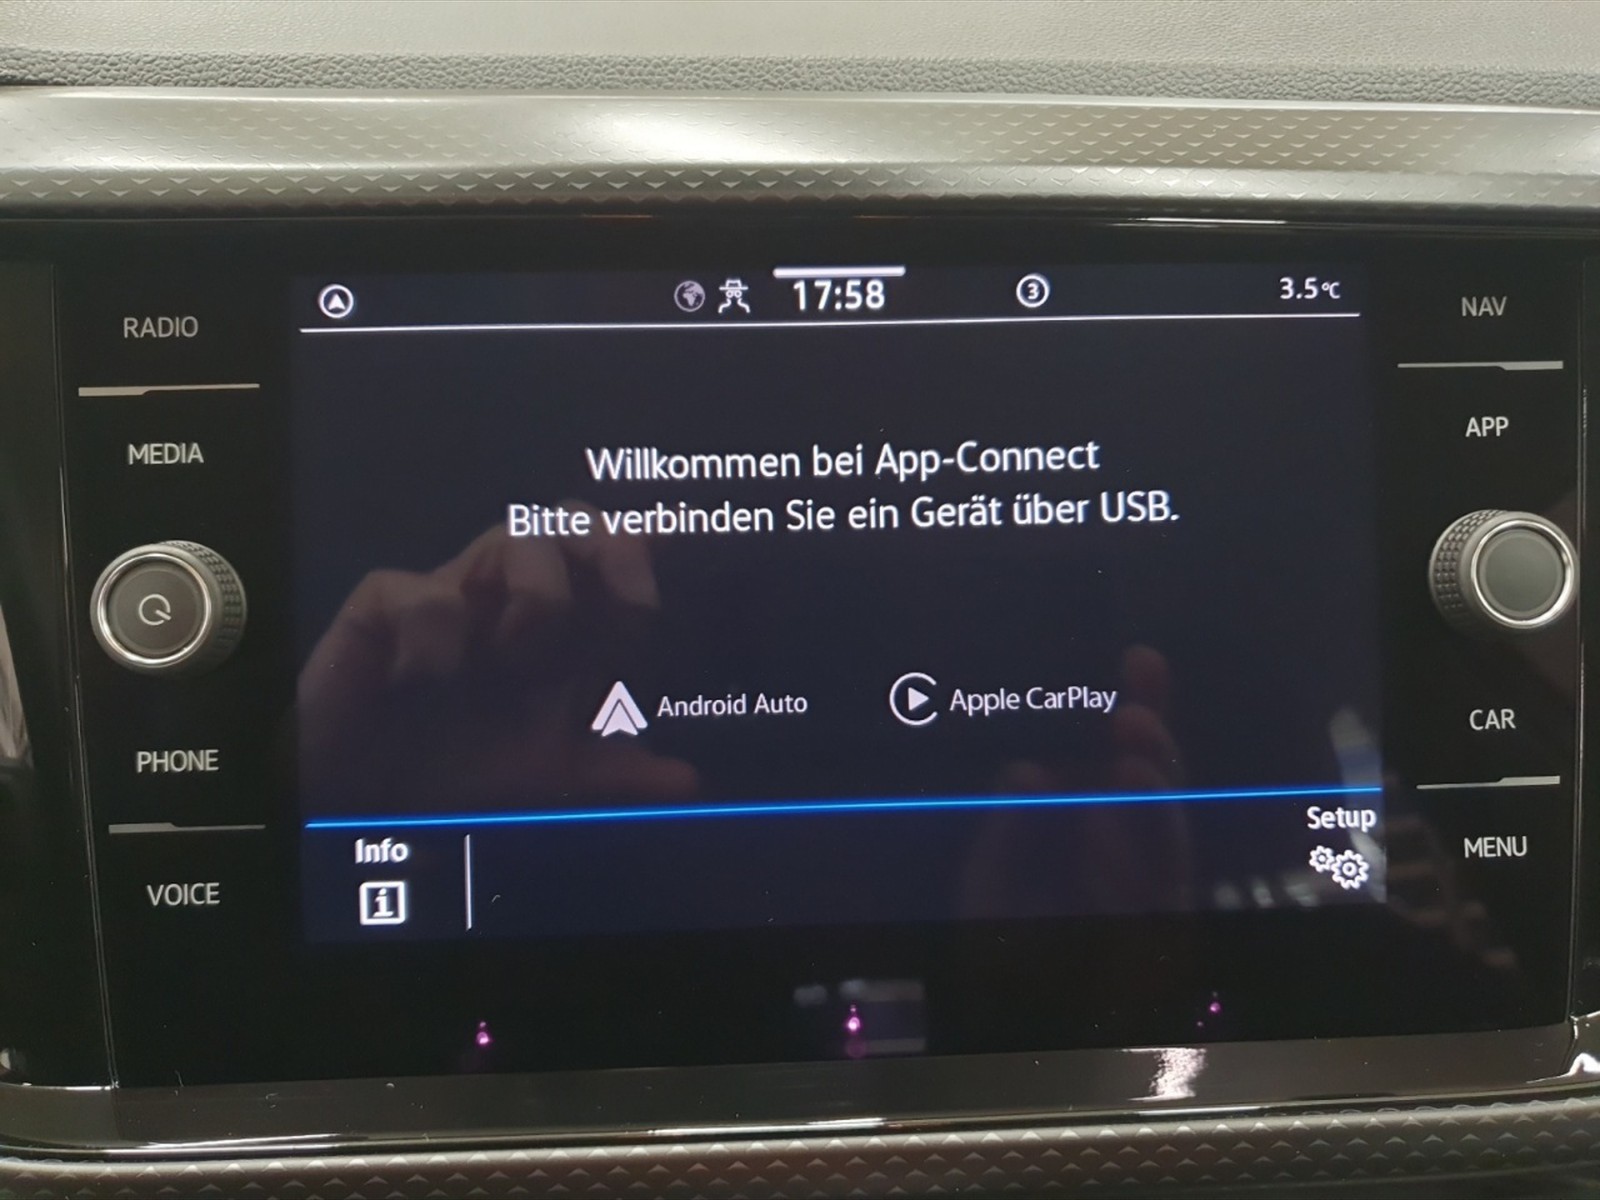 RADIO
MEDIA
PHONE
VOICE
17:58
3
3.5°C
Willkommen bei App-Connect
Bitte verbinden Sie ein Gerät über USB.
Android Auto
Apple CarPlay
Info
i
Setup
NAV
APP
CAR
MENU